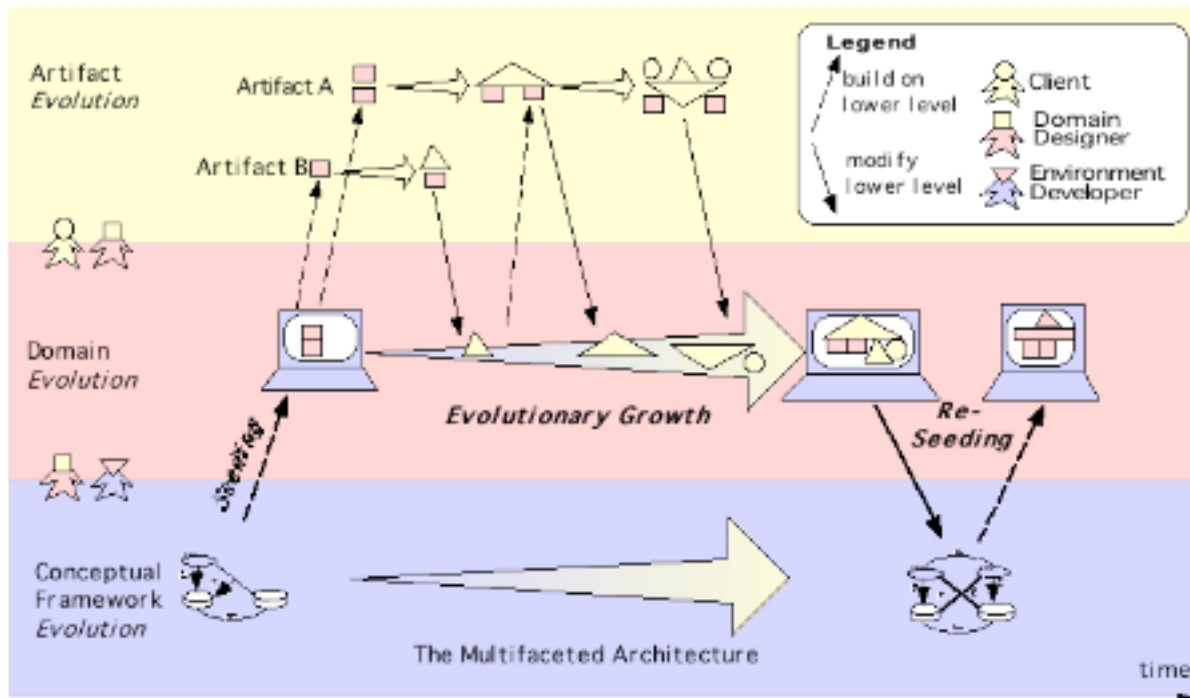 Artifact
Evolution
Artifact A
Artifact B
Legend
build on
lower level
modify
lower level
Client
Domain
Designer
Environment
Developer
Domain
Evolution
Seeding
Evolutionary Growth
Re-
Seeding
Conceptual
Framework
Evolution
The Multifaceted Architecture
time